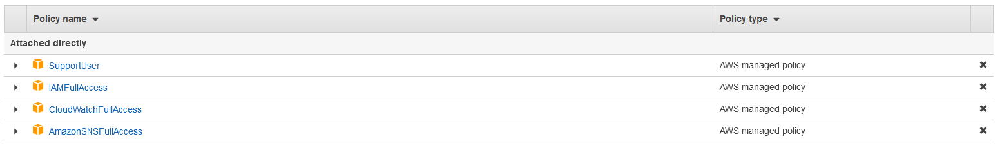 Policy name Policy type
Attached directly
SupportUser AWS managed policy
IAMFullAccess AWS managed policy
CloudWatchFullAccess AWS managed policy
AmazonSNSFullAccess AWS managed policy